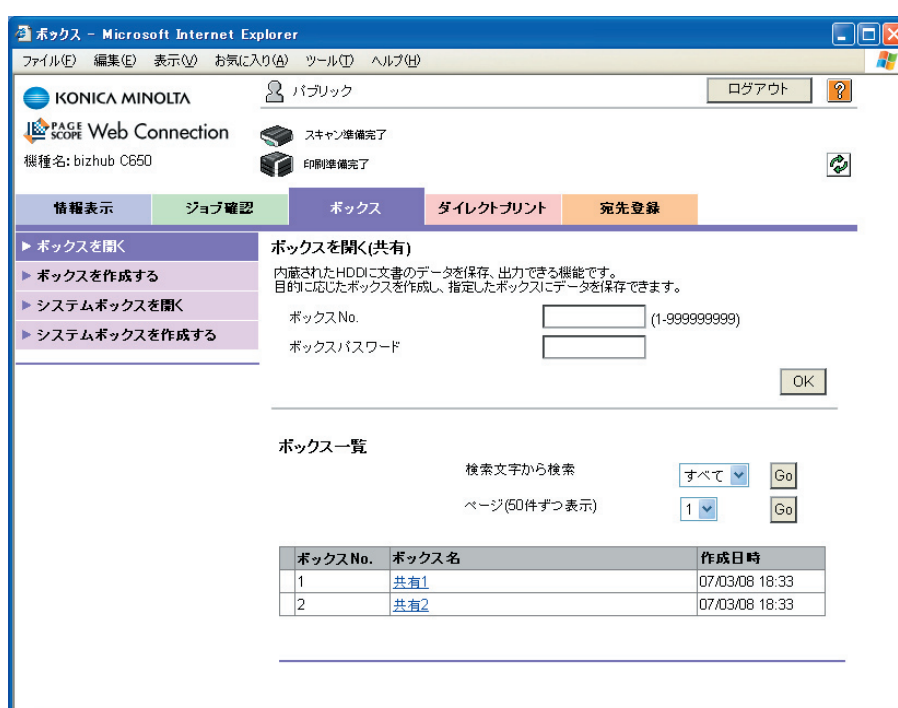 ボックス - Microsoft Internet Explorer
ファイル(F) 編集(E) 表示(V) お気に入り(A) ツール(T) ヘルプ(H)
KONICA MINOLTA
パブリック
ログアウト
?
PAGE SCOPE Web Connection
スキャン準備完了
機種名: bizhub C650
印刷準備完了
情報表示 ジョブ確認 ボックス ダイレクトプリント 宛先登録
ボックスを開く
ボックスを作成する
システムボックスを開く
システムボックスを作成する
ボックスを開く(共有)
内蔵されたHDDに文書のデータを保存、出力できる機能です。
目的に応じたボックスを作成し、指定したボックスにデータを保存できます。
ボックスNo. (1-999999999)
ボックスパスワード
OK
ボックス一覧
検索文字から検索 すべて Go
ページ(50件ずつ表示) 1 Go
ボックスNo. ボックス名 作成日時
1 共有1 07/03/08 18:33
2 共有2 07/03/08 18:33